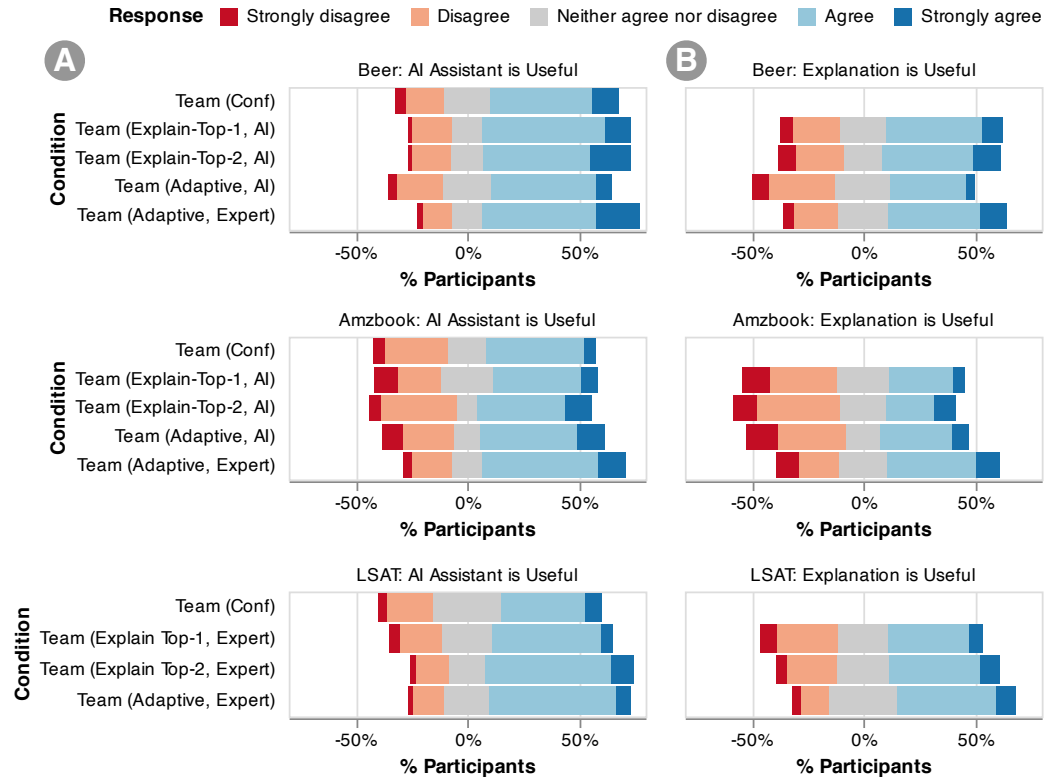 Response Strongly disagree Disagree Neither agree nor disagree Agree Strongly agree
A
B
Beer: AI Assistant is Useful
Beer: Explanation is Useful
Condition
Team (Conf)
Team (Explain-Top-1, AI)
Team (Explain-Top-2, AI)
Team (Adaptive, AI)
Team (Adaptive, Expert)
-50% 0% 50%
% Participants
-50% 0% 50%
% Participants
Amzbook: AI Assistant is Useful
Amzbook: Explanation is Useful
Condition
Team (Conf)
Team (Explain-Top-1, AI)
Team (Explain-Top-2, AI)
Team (Adaptive, AI)
Team (Adaptive, Expert)
-50% 0% 50%
% Participants
-50% 0% 50%
% Participants
LSAT: AI Assistant is Useful
LSAT: Explanation is Useful
Condition
Team (Conf)
Team (Explain Top-1, Expert)
Team (Explain Top-2, Expert)
Team (Adaptive, Expert)
-50% 0% 50%
% Participants
-50% 0% 50%
% Participants